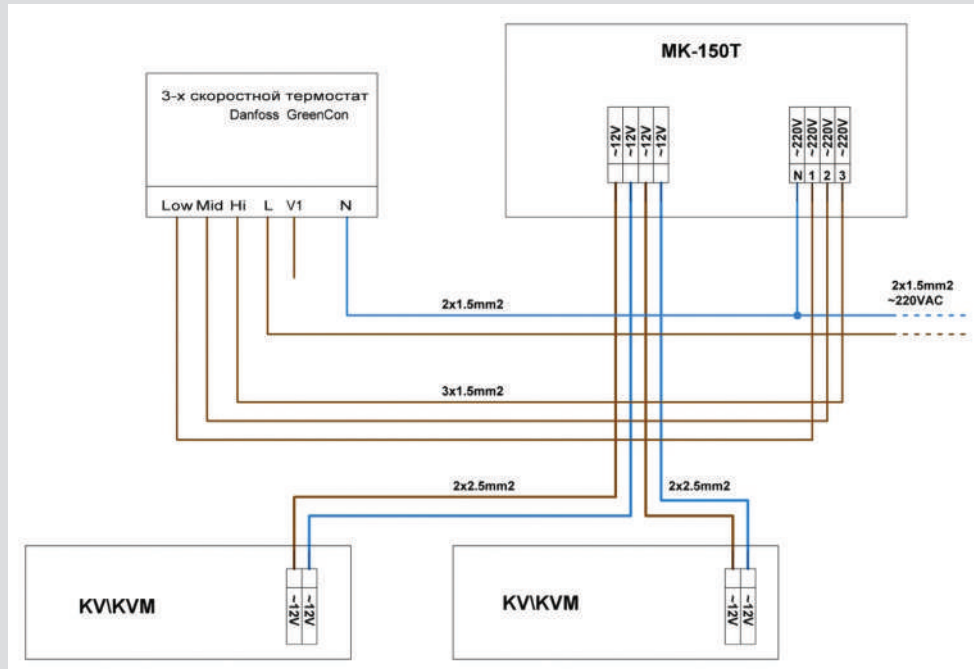 MK-150T
3-х скоростной термостат
Danfoss GreenCon
~12V ~12V ~12V ~12V
~220V ~220V ~220V ~220V
N 1 2 3
Low Mid Hi L V1 N
2x1.5mm2
~220VAC
2x1.5mm2
3x1.5mm2
2x2.5mm2 2x2.5mm2
KV\KVM
~12V ~12V
KV\KVM
~12V ~12V